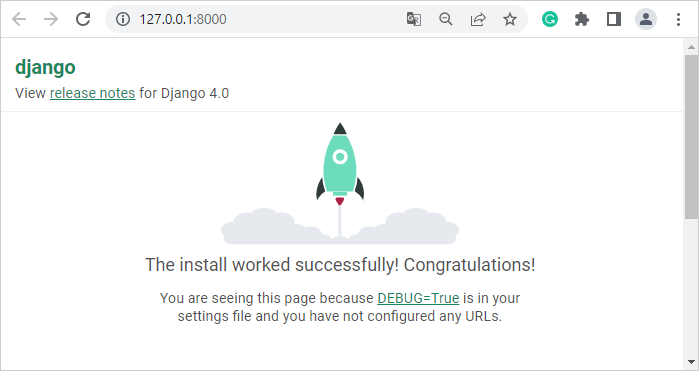 127.0.0.1:8000
django
View release notes for Django 4.0
The install worked successfully! Congratulations!
You are seeing this page because DEBUG=True is in your
settings file and you have not configured any URLs.